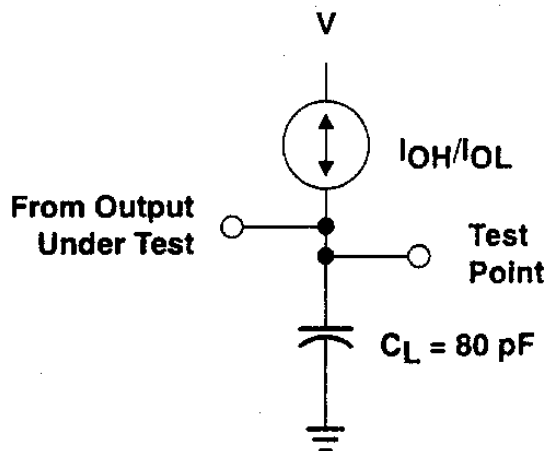 V
IOH/IOL
From Output
Under Test
Test
Point
CL = 80 pF